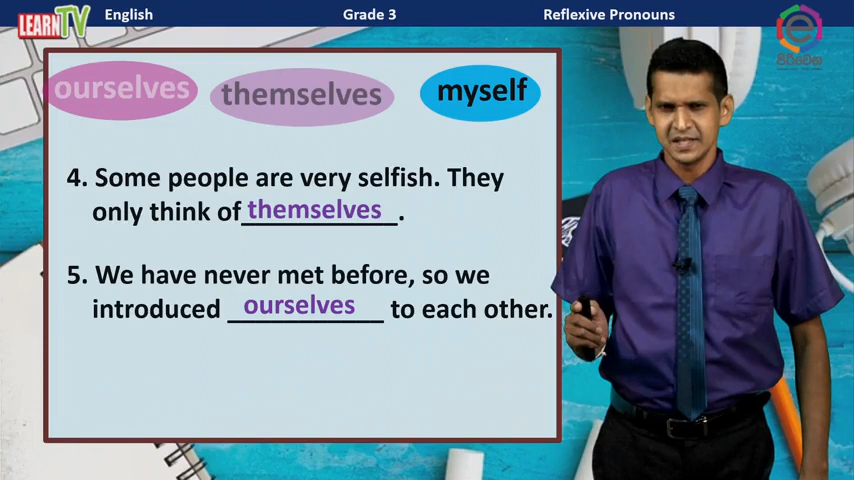 LEARN TV English Grade 3 Reflexive Pronouns
ourselves themselves myself
4. Some people are very selfish. They
only think of themselves.
5. We have never met before, so we
introduced ourselves to each other.